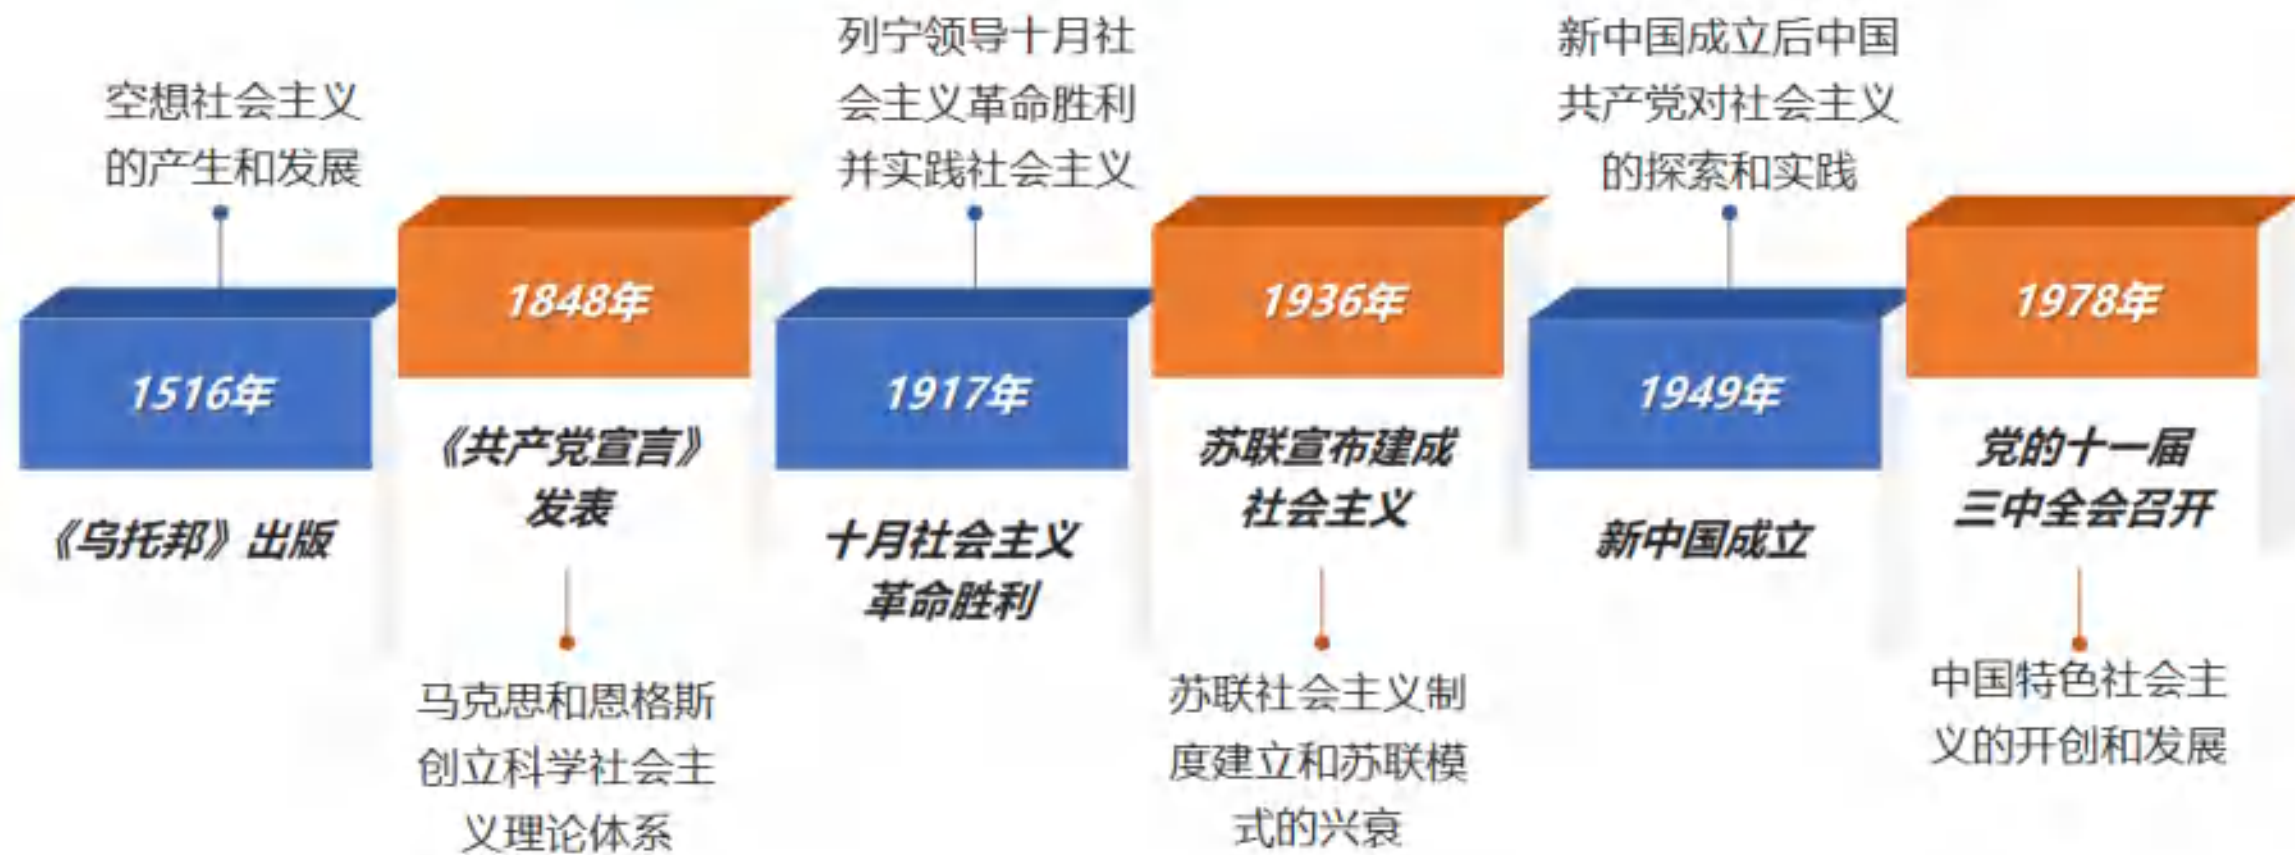 空想社会主义
的产生和发展
1516年
《乌托邦》出版
1848年
《共产党宣言》
发表
马克思和恩格斯
创立科学社会主
义理论体系
列宁领导十月社
会主义革命胜利
并实践社会主义
1917年
十月社会主义
革命胜利
1936年
苏联宣布建成
社会主义
苏联社会主义制
度建立和苏联模
式的兴衰
新中国成立后中国
共产党对社会主义
的探索和实践
1949年
新中国成立
1978年
党的十一届
三中全会召开
中国特色社会主
义的开创和发展